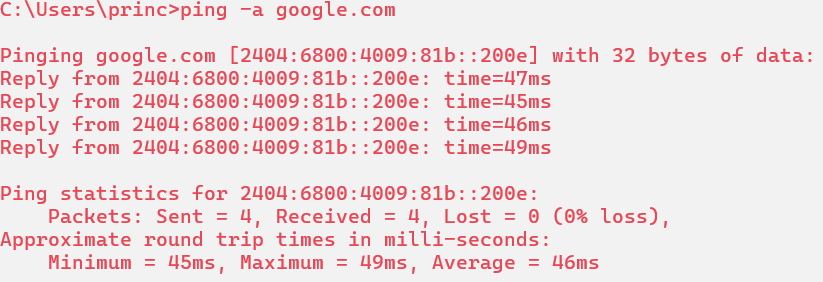 C:\Users\princ>ping -a google.com
Pinging google.com [2404:6800:4009:81b::200e] with 32 bytes of data:
Reply from 2404:6800:4009:81b::200e: time=47ms
Reply from 2404:6800:4009:81b::200e: time=45ms
Reply from 2404:6800:4009:81b::200e: time=46ms
Reply from 2404:6800:4009:81b::200e: time=49ms
Ping statistics for 2404:6800:4009:81b::200e:
    Packets: Sent = 4, Received = 4, Lost = 0 (0% loss),
Approximate round trip times in milli-seconds:
    Minimum = 45ms, Maximum = 49ms, Average = 46ms